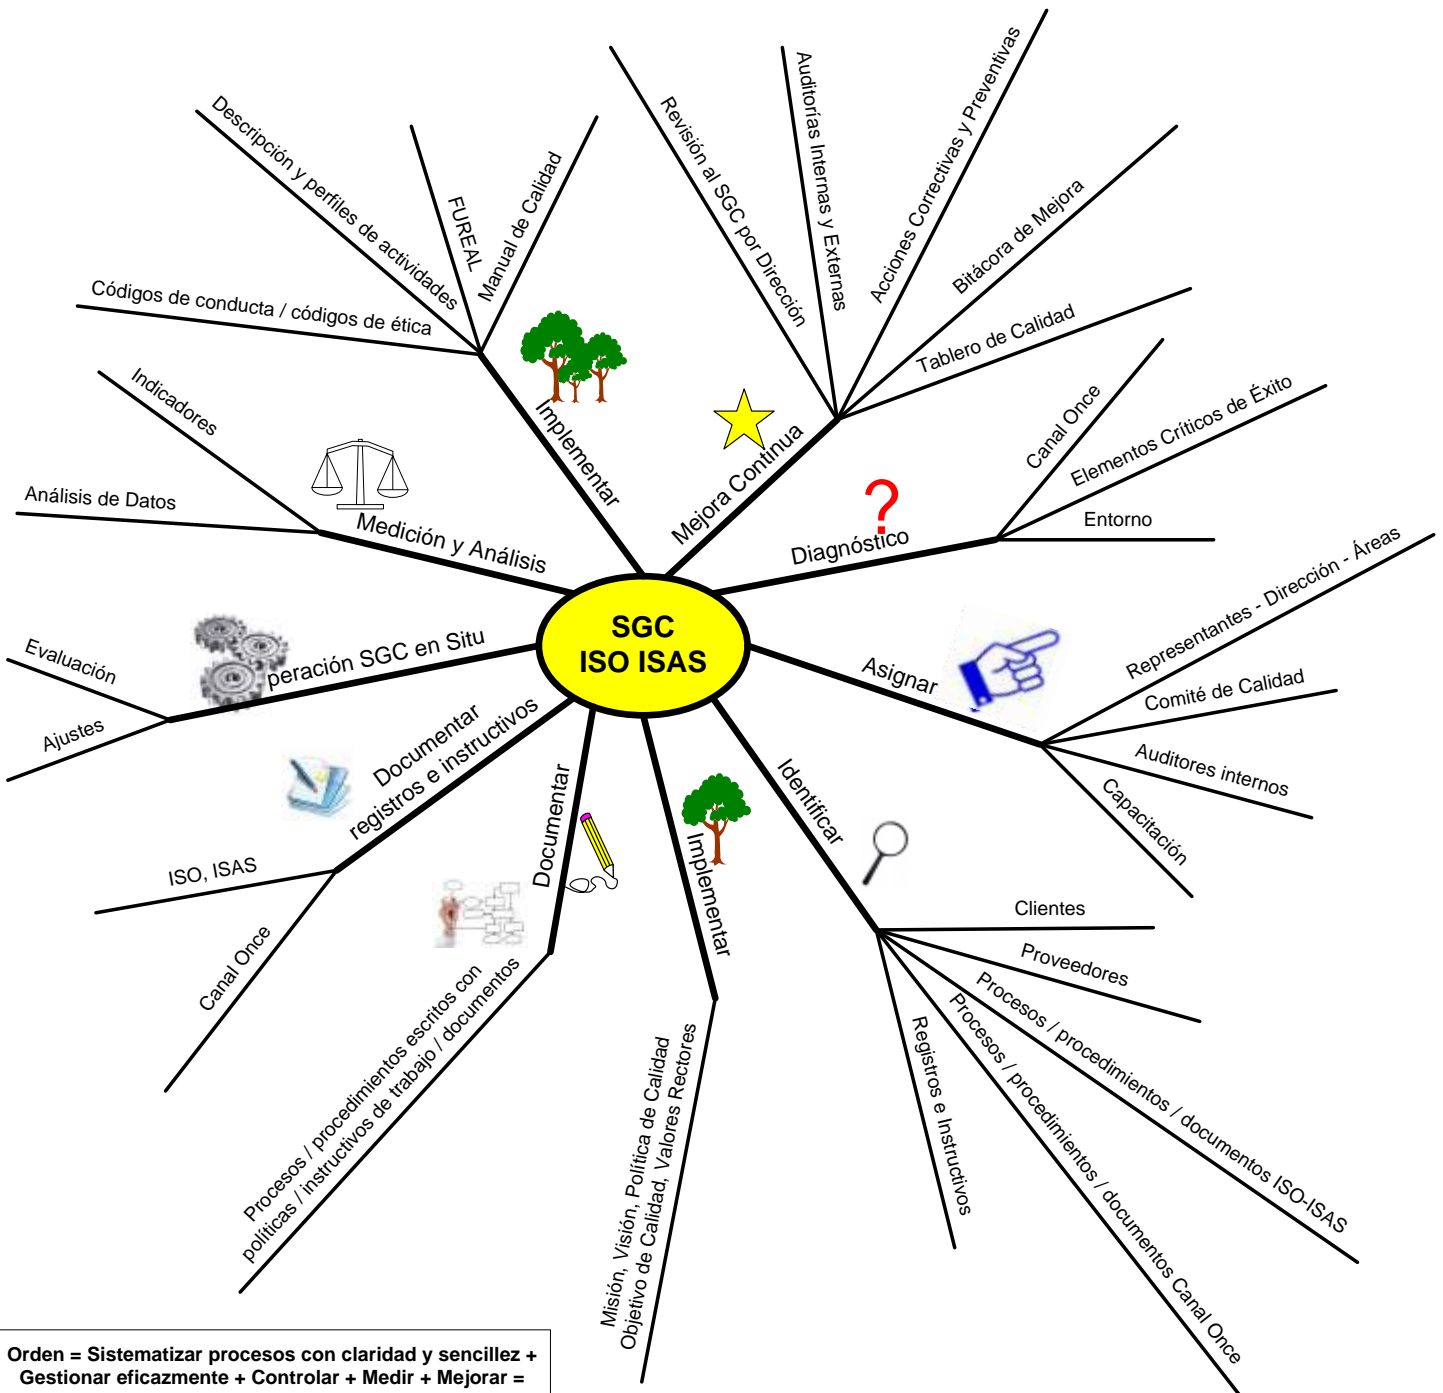 SGC
ISO ISAS
Mejora Continua
Revisión al SGC por Dirección
Auditorías Internas y Externas
Acciones Correctivas y Preventivas
Bitácora de Mejora
Tablero de Calidad
Diagnóstico
?
Canal Once
Elementos Críticos de Éxito
Entorno
Asignar
Representantes - Dirección - Áreas
Comité de Calidad
Auditores internos
Capacitación
Identificar
Clientes
Proveedores
Procesos / procedimientos / documentos ISO-ISAS
Procesos / procedimientos / documentos Canal Once
Registros e Instructivos
Implementar
Misión, Visión, Política de Calidad
Objetivo de Calidad, Valores Rectores
Documentar
Procesos / procedimientos escritos con
políticas / instructivos de trabajo / documentos
Documentar
registros e instructivos
ISO, ISAS
Canal Once
peración SGC en Situ
Evaluación
Ajustes
Medición y Análisis
Indicadores
Análisis de Datos
Implementar
Códigos de conducta / códigos de ética
Descripción y perfiles de actividades
FUREAL
Manual de Calidad
Orden = Sistematizar procesos con claridad y sencillez +
Gestionar eficazmente + Controlar + Medir + Mejorar =